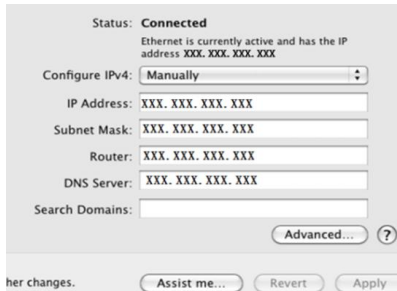 Status: Connected
Ethernet is currently active and has the IP
address XXX. XXX. XXX. XXX
Configure IPv4: Manually
IP Address: XXX. XXX. XXX. XXX
Subnet Mask: XXX. XXX. XXX. XXX
Router: XXX. XXX. XXX. XXX
DNS Server: XXX. XXX. XXX. XXX
Search Domains:
Advanced... ?
her changes. Assist me... Revert Apply